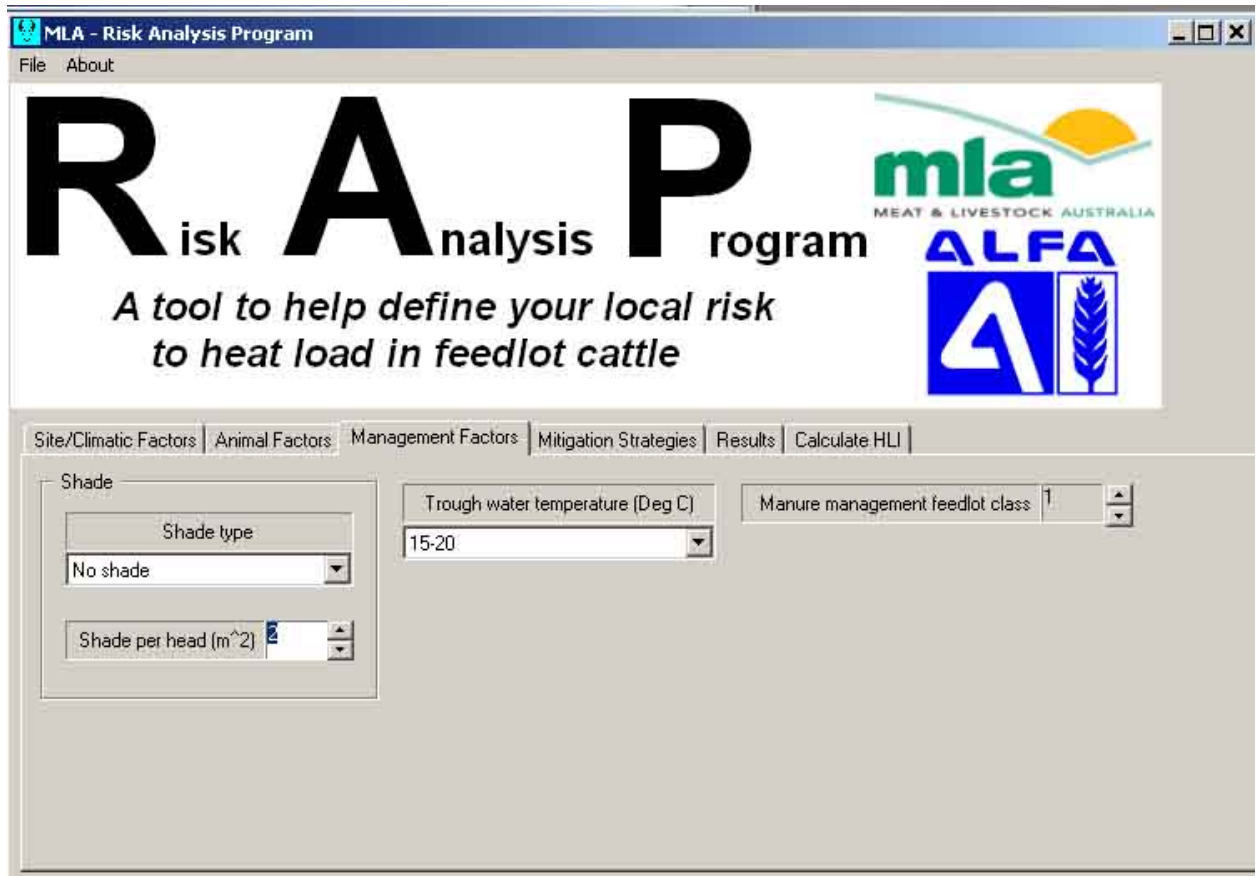 MLA - Risk Analysis Program
File About
Risk Analysis Program
A tool to help define your local risk
to heat load in feedlot cattle
mla
MEAT & LIVESTOCK AUSTRALIA
ALFA
Site/Climatic Factors Animal Factors Management Factors Mitigation Strategies Results Calculate HLI
Shade
Shade type
No shade
Shade per head (m^2) 2
Trough water temperature (Deg C)
15-20
Manure management feedlot class 1